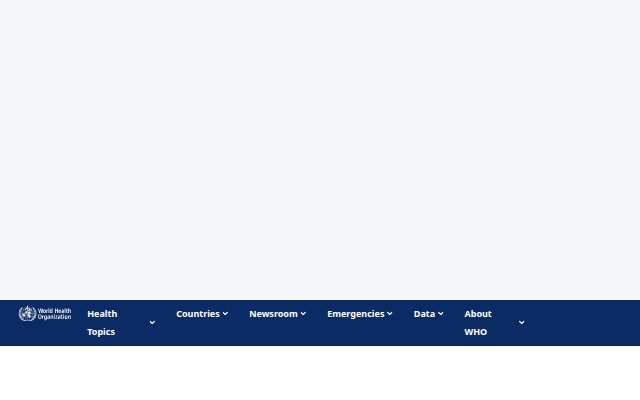 World Health
Organization
Health
Topics
Countries
Newsroom
Emergencies
Data
About
WHO